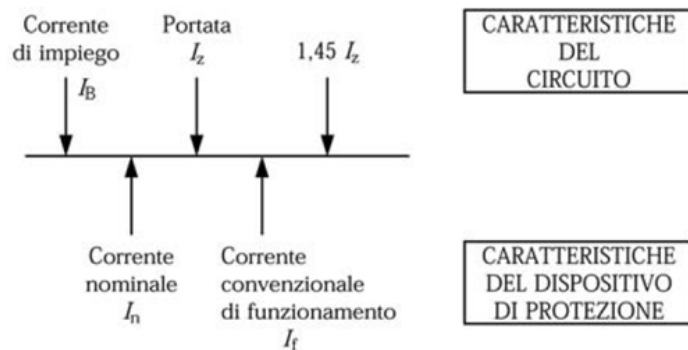 Corrente
di impiego
I_B
Portata
I_z
1,45 I_z
CARATTERISTICHE
DEL
CIRCUITO
Corrente
nominale
I_n
Corrente
convenzionale
di funzionamento
I_f
CARATTERISTICHE
DEL DISPOSITIVO
DI PROTEZIONE